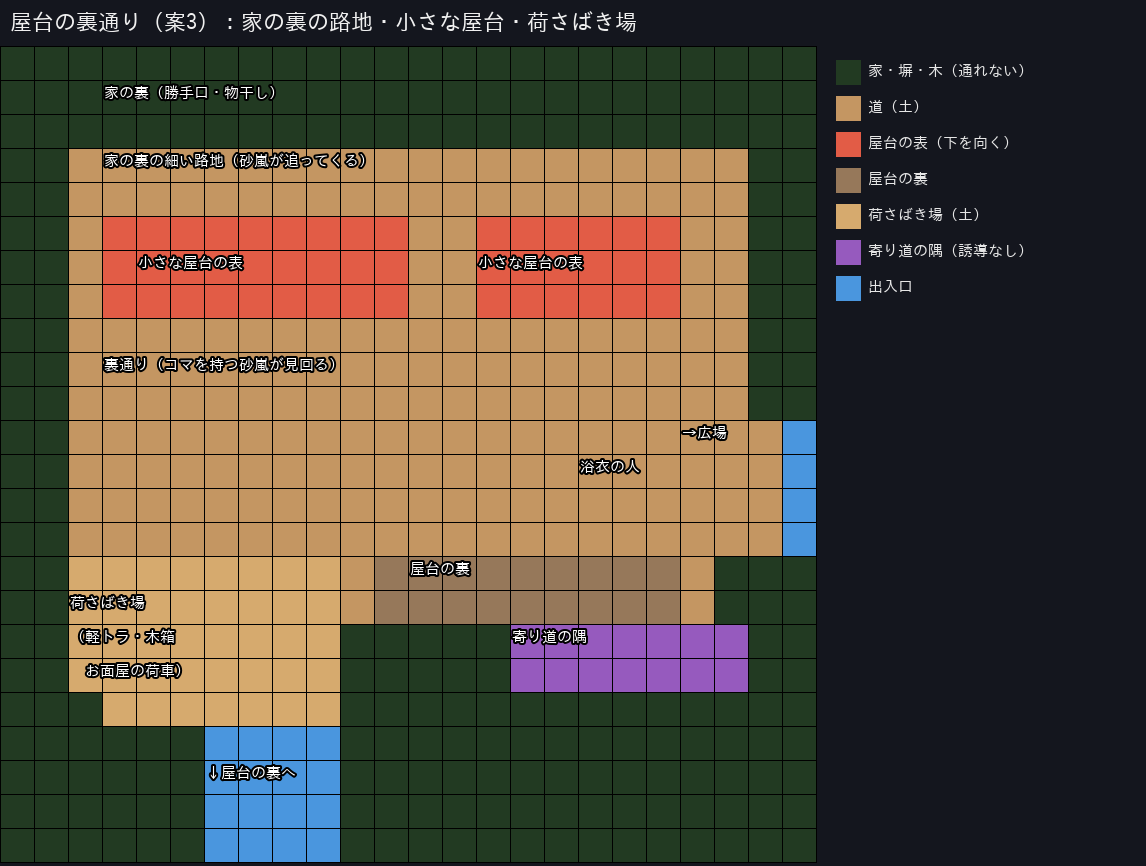 屋台の裏通り（案3）：家の裏の路地・小さな屋台・荷さばき場
家の裏（勝手口・物干し）
家の裏の細い路地（砂嵐が追ってくる）
小さな屋台の表
小さな屋台の表
裏通り（コマを持つ砂嵐が見回る）
→広場
浴衣の人
屋台の裏
荷さばき場
（軽トラ・木箱
お面屋の荷車）
寄り道の隅
↓屋台の裏へ
家・塀・木（通れない）
道（土）
屋台の表（下を向く）
屋台の裏
荷さばき場（土）
寄り道の隅（誘導なし）
出入口